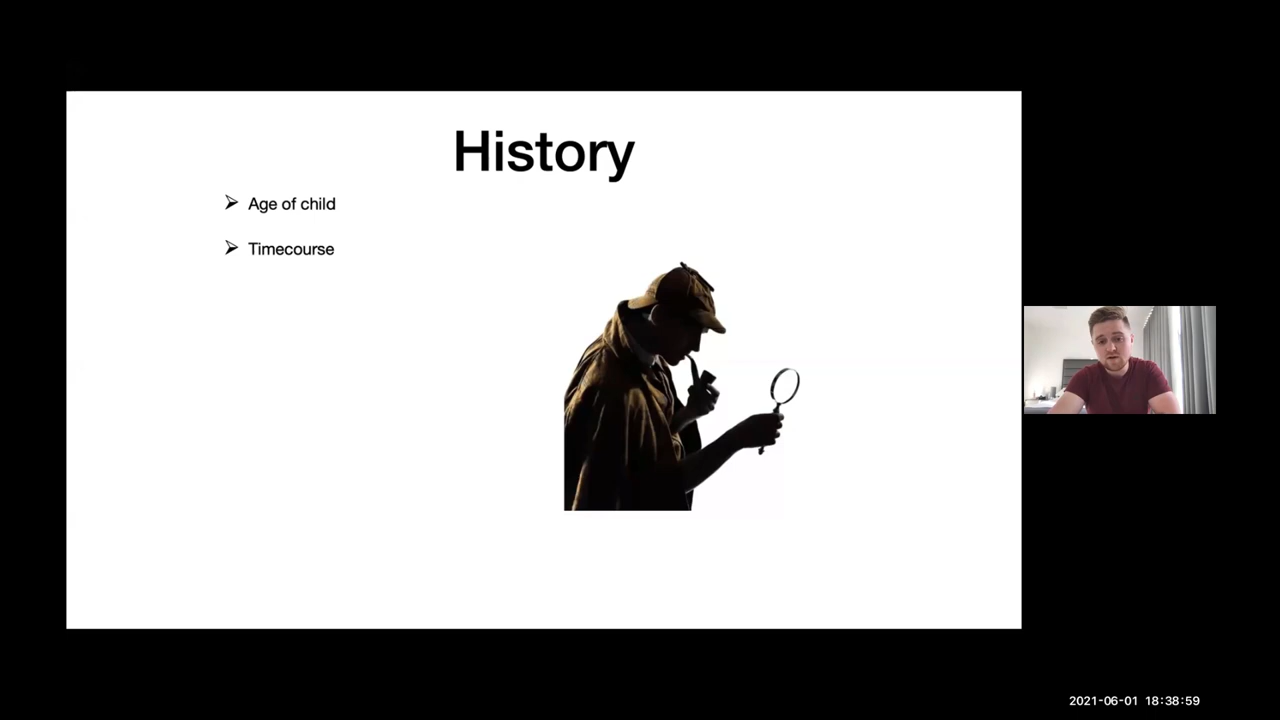 History
➢ Age of child
➢ Timecourse
2021-06-01 18:38:59